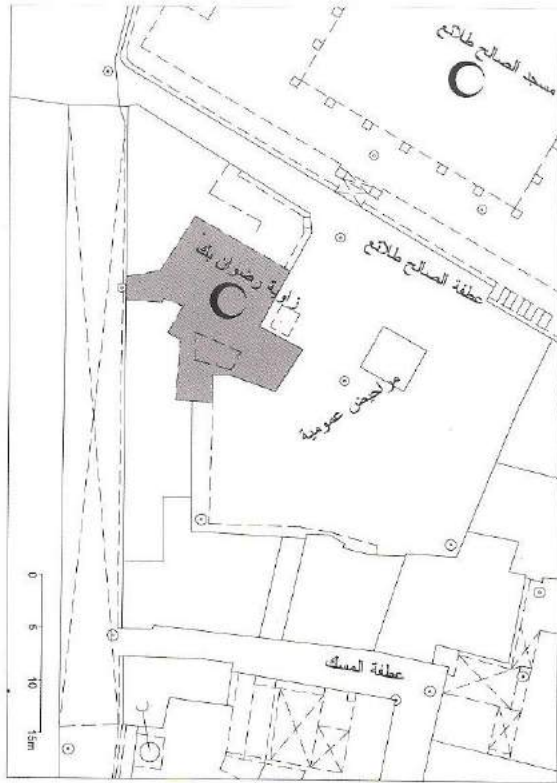 مسجد الصالح طلائع
عطفة الصالح طلائع
زاوية رضوان بك
مراحيض عمومية
عطفة المسك
0
5
10
15m